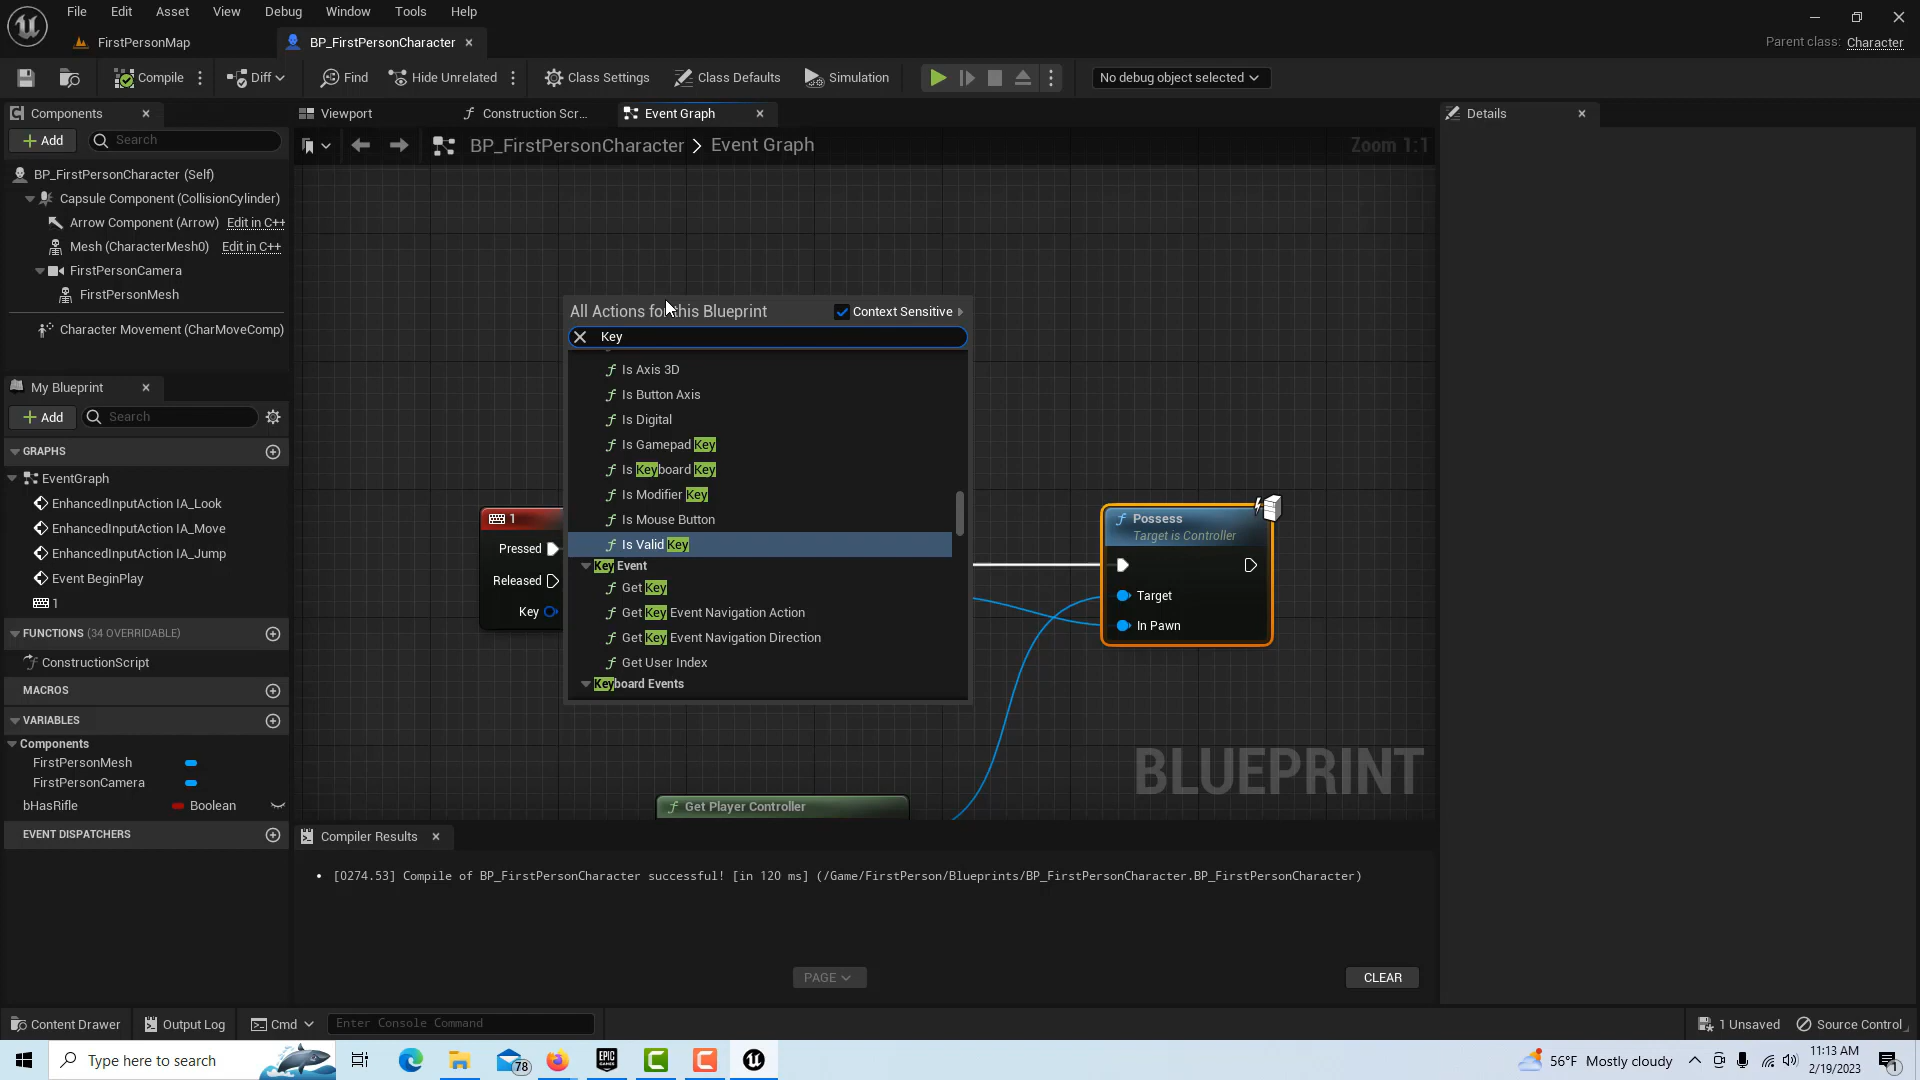 File Edit Asset View Debug Window Tools Help
FirstPersonMap
BP_FirstPersonCharacter
Parent class: Character
Compile
Diff
Find
Hide Unrelated
Class Settings
Class Defaults
Simulation
No debug object selected
Components
Viewport
Construction Scr...
Event Graph
Details
Add
Search
BP_FirstPersonCharacter > Event Graph
Zoom 1:1
BP_FirstPersonCharacter (Self)
Capsule Component (CollisionCylinder)
Arrow Component (Arrow) Edit in C++
Mesh (CharacterMesh0) Edit in C++
FirstPersonCamera
FirstPersonMesh
Character Movement (CharMoveComp)
My Blueprint
Add
Search
GRAPHS
EventGraph
EnhancedInputAction IA_Look
EnhancedInputAction IA_Move
EnhancedInputAction IA_Jump
Event BeginPlay
1
FUNCTIONS (34 OVERRIDABLE)
ConstructionScript
MACROS
VARIABLES
Components
FirstPersonMesh
FirstPersonCamera
bHasRifle Boolean
EVENT DISPATCHERS
All Actions for this Blueprint
Context Sensitive
Key
Is Axis 3D
Is Button Axis
Is Digital
Is Gamepad Key
Is Keyboard Key
Is Modifier Key
Is Mouse Button
Is Valid Key
Key Event
Get Key
Get Key Event Navigation Action
Get Key Event Navigation Direction
Get User Index
Keyboard Events
1
Pressed
Released
Key
Possess
Target is Controller
Target
In Pawn
Get Player Controller
BLUEPRINT
Compiler Results
• [0274.53] Compile of BP_FirstPersonCharacter successful! [in 120 ms] (/Game/FirstPerson/Blueprints/BP_FirstPersonCharacter.BP_FirstPersonCharacter)
PAGE
CLEAR
Content Drawer
Output Log
Cmd
Enter Console Command
1 Unsaved
Source Control
Type here to search
78
EPIC GAMES
56°F Mostly cloudy
11:13 AM
2/19/2023
1